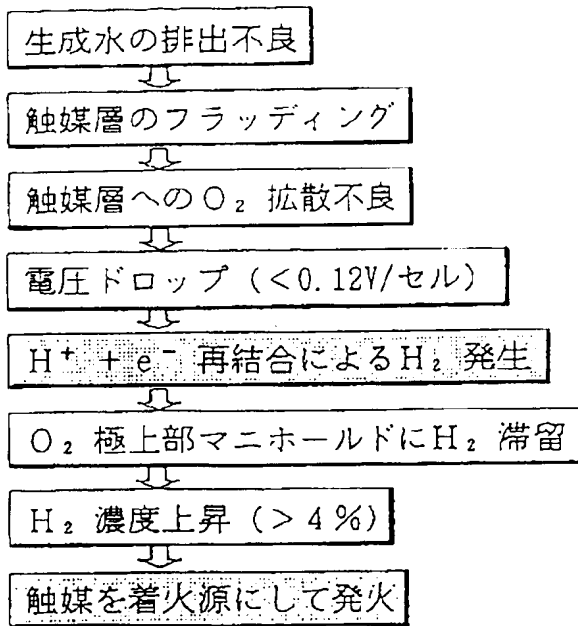 生成水の排出不良
触媒層のフラッディング
触媒層へのO₂ 拡散不良
電圧ドロップ (<0.12V/セル)
H⁺ + e⁻ 再結合によるH₂ 発生
O₂ 極上部マニホールドにH₂ 滞留
H₂ 濃度上昇 (>4%)
触媒を着火源にして発火